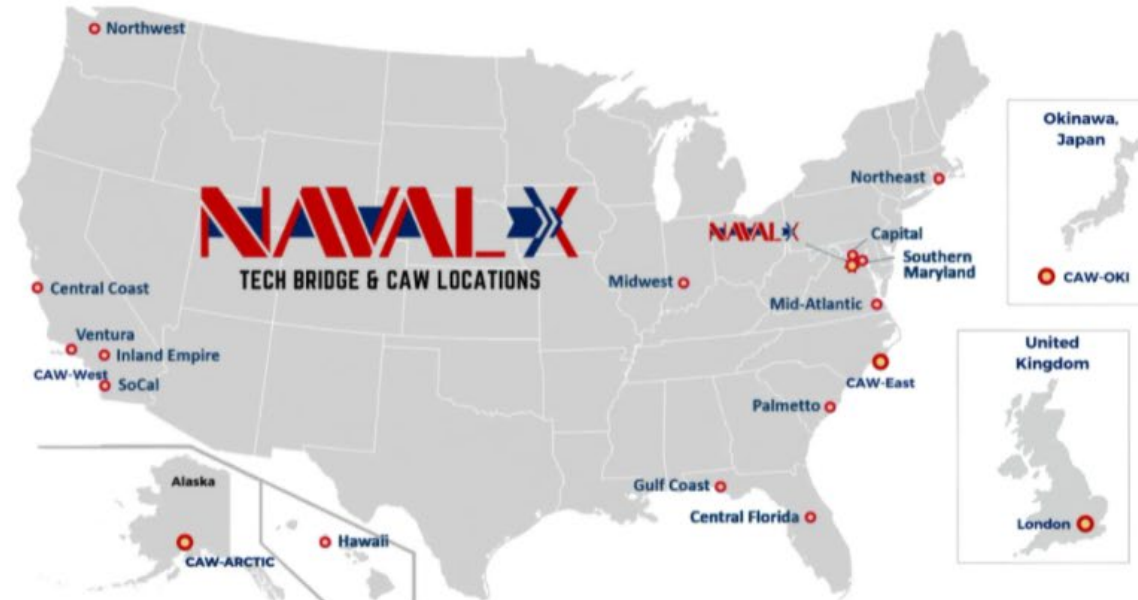 Northwest
NAVAL X
TECH BRIDGE & CAW LOCATIONS
Central Coast
Ventura
Inland Empire
CAW-West
SoCal
Midwest
Northeast
NAVAL X
Capital
Southern
Maryland
Mid-Atlantic
CAW-East
Palmetto
Gulf Coast
Central Florida
Alaska
CAW-ARCTIC
Hawaii
Okinawa,
Japan
CAW-OKI
United
Kingdom
London